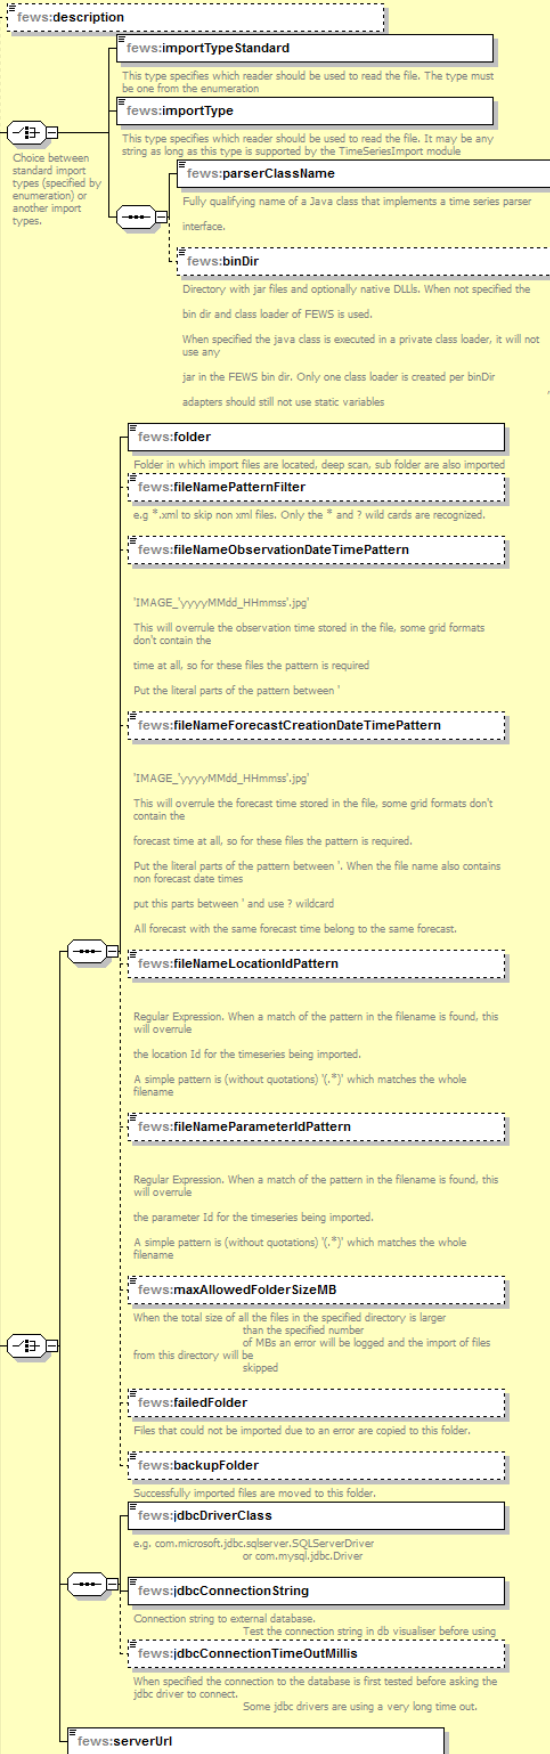 fews:description
fews:importTypeStandard
This type specifies which reader should be used to read the file. The type must
be one from the enumeration
fews:importType
This type specifies which reader should be used to read the file. It may be any
string as long as this type is supported by the TimeSeriesImport module
Choice between
standard import
types (specified by
enumeration) or
another import
types.
fews:parserClassName
Fully qualifying name of a Java class that implements a time series parser
interface.
fews:binDir
Directory with jar files and optionally native DLLs. When not specified the
bin dir and class loader of FEWS is used.
When specified the java class is executed in a private class loader, it will not
use any
jar in the FEWS bin dir. Only one class loader is created per binDir
adapters should still not use static variables
fews:folder
Folder in which import files are located, deep scan, sub folder are also imported
fews:fileNamePatternFilter
e.g *.xml to skip non xml files. Only the * and ? wild cards are recognized.
fews:fileNameObservationDateTimePattern
'IMAGE_'yyyyMMdd_HHmmss'.jpg'
This will overrule the observation time stored in the file, some grid formats
don't contain the
time at all, so for these files the pattern is required
Put the literal parts of the pattern between '
fews:fileNameForecastCreationDateTimePattern
'IMAGE_'yyyyMMdd_HHmmss'.jpg'
This will overrule the forecast time stored in the file, some grid formats don't
contain the
forecast time at all, so for these files the pattern is required.
Put the literal parts of the pattern between '. When the file name also contains
non forecast date times
put this parts between ' and use ? wildcard
All forecast with the same forecast time belong to the same forecast.
fews:fileNameLocationIdPattern
Regular Expression. When a match of the pattern in the filename is found, this
will overrule
the location Id for the timeseries being imported.
A simple pattern is (without quotations) '(.*)' which matches the whole
filename
fews:fileNameParameterIdPattern
Regular Expression. When a match of the pattern in the filename is found, this
will overrule
the parameter Id for the timeseries being imported.
A simple pattern is (without quotations) '(.*)' which matches the whole
filename
fews:maxAllowedFolderSizeMB
When the total size of all the files in the specified directory is larger
than the specified number
of MBs an error will be logged and the import of files
from this directory will be
skipped
fews:failedFolder
Files that could not be imported due to an error are copied to this folder.
fews:backupFolder
Successfully imported files are moved to this folder.
fews:jdbcDriverClass
e.g. com.microsoft.jdbc.sqlserver.SQLServerDriver
or com.mysql.jdbc.Driver
fews:jdbcConnectionString
Connection string to external database.
Test the connection string in db visualiser before using
fews:jdbcConnectionTimeOutMillis
When specified the connection to the database is first tested before asking the
jdbc driver to connect.
Some jdbc drivers are using a very long time out.
fews:serverUrl